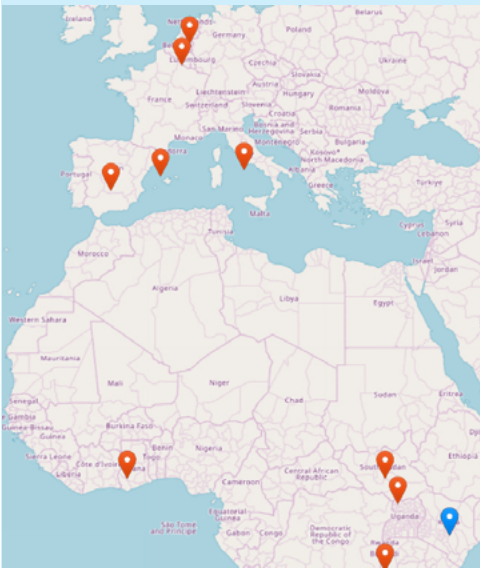 Ireland
Belarus
Germany
Poland
Luxembourg
Czechia
Ukraine
Slovakia
Liechtenstein
Austria
Moldova
France
Switzerland
Slovenia
Hungary
Croatia
Romania
San Marino
Bosnia and
Herzegovina
Serbia
Monaco
Montenegro
Bulgaria
Kosovo*
North Macedonia
Portugal
Albania
Greece
Türkiye
Malta
Cyprus
Syria
Lebanon
Tunisia
Morocco
Israel
Jordan
Algeria
Libya
Egypt
Western Sahara
Mauritania
Mali
Niger
Chad
Sudan
Eritrea
Senegal
Gambia
Guinea-Bissau
Guinea
Burkina Faso
Benin
Nigeria
Togo
Ethiopia
Sierra Leone
Côte d'Ivoire
Liberia
Central African
Republic
Cameroon
Equatorial
Guinea
Uganda
São Tomé
and Príncipe
Gabon
Congo
Democratic
Republic of
the Congo
Rwanda